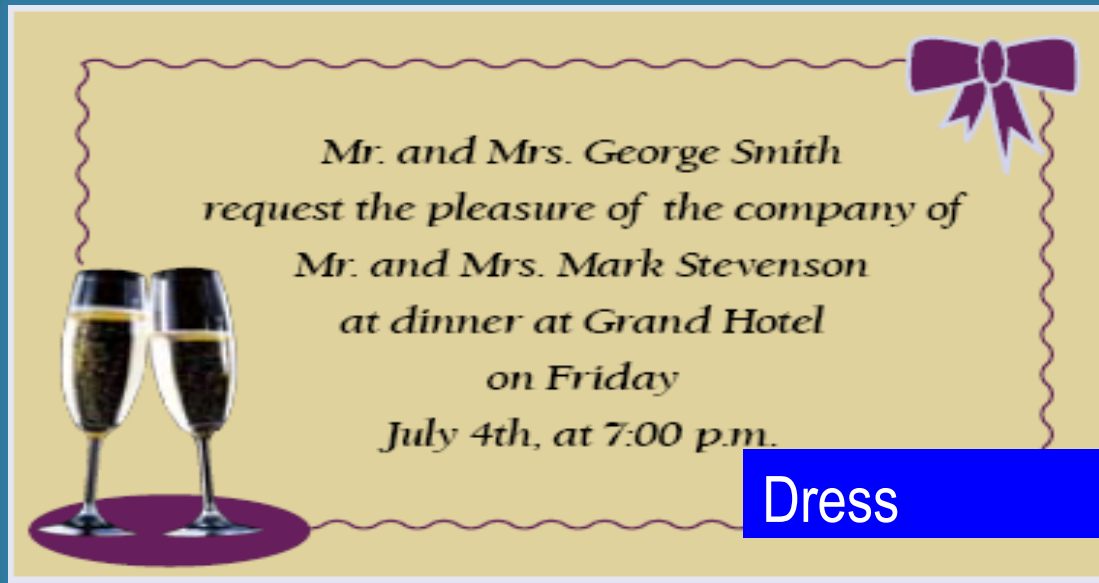 Mr. and Mrs. George Smith
request the pleasure of the company of
Mr. and Mrs. Mark Stevenson
at dinner at Grand Hotel
on Friday
July 4th, at 7:00 p.m.
Dress